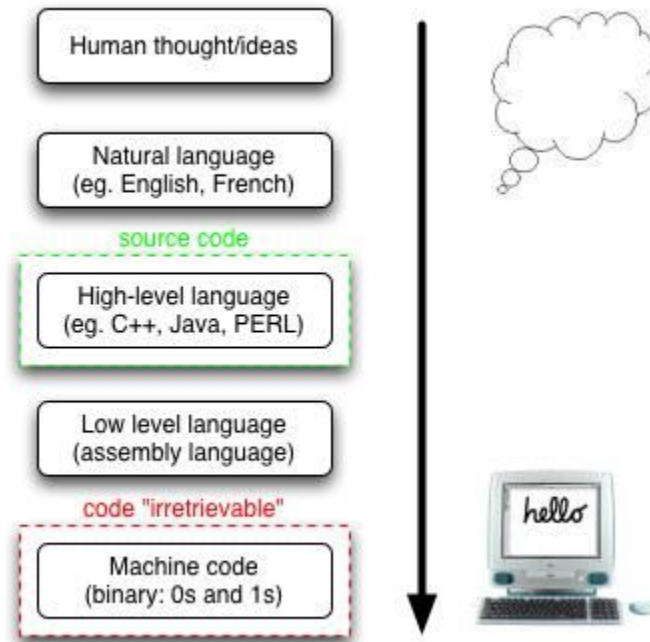 Human thought/ideas
Natural language
(eg. English, French)
source code
High-level language
(eg. C++, Java, PERL)
Low level language
(assembly language)
code "irretrievable"
hello
Machine code
(binary: 0s and 1s)